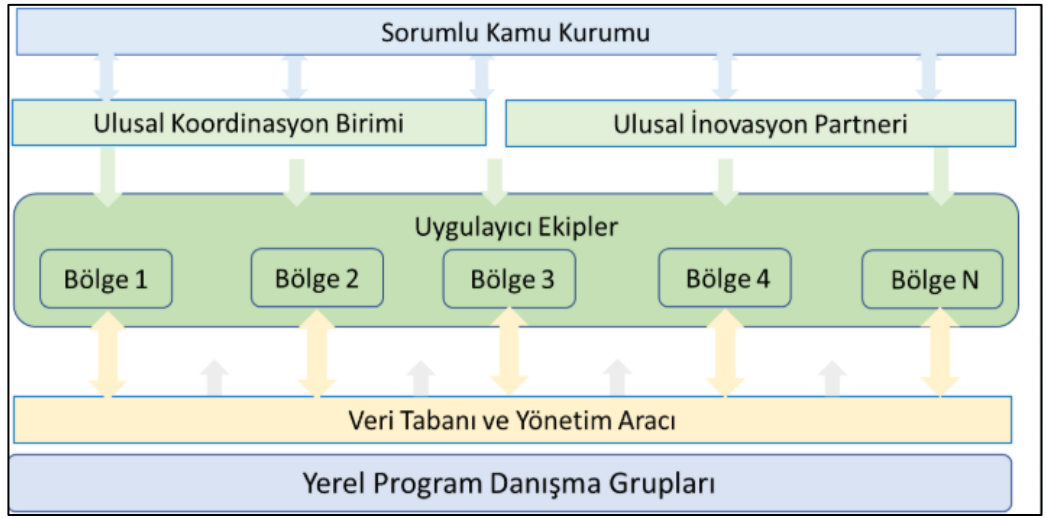 Sorumlu Kamu Kurumu
Ulusal Koordinasyon Birimi
Ulusal İnovasyon Partneri
Uygulayıcı Ekipler
Bölge 1
Bölge 2
Bölge 3
Bölge 4
Bölge N
Veri Tabanı ve Yönetim Aracı
Yerel Program Danışma Grupları